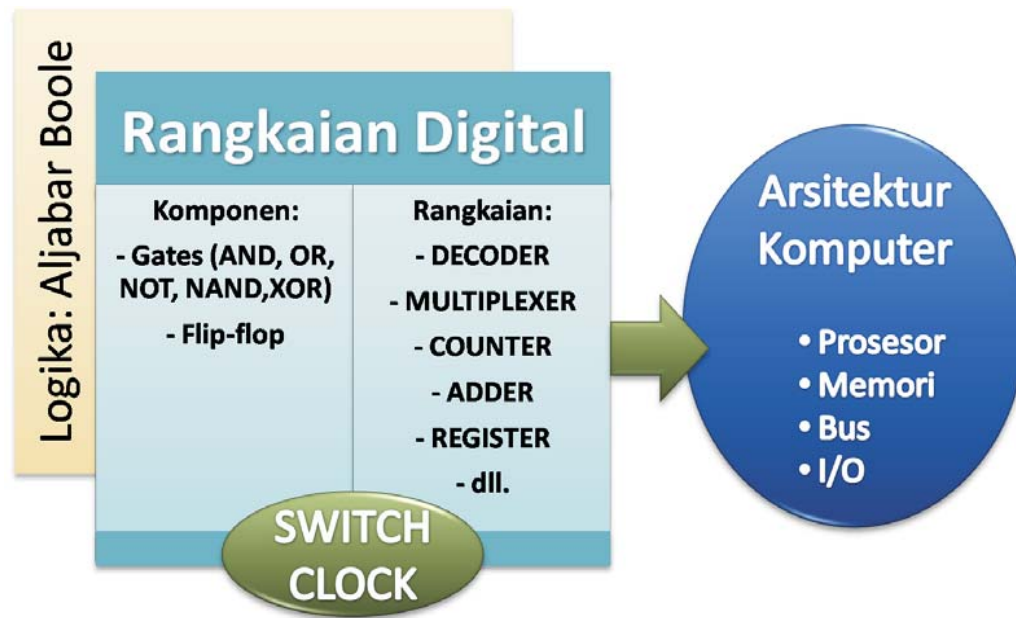 Logika: Aljabar Boole
Rangkaian Digital
Komponen:
- Gates (AND, OR,
NOT, NAND,XOR)
- Flip-flop
Rangkaian:
- DECODER
- MULTIPLEXER
- COUNTER
- ADDER
- REGISTER
- dll.
SWITCH
CLOCK
Arsitektur
Komputer
• Prosesor
• Memori
• Bus
• I/O